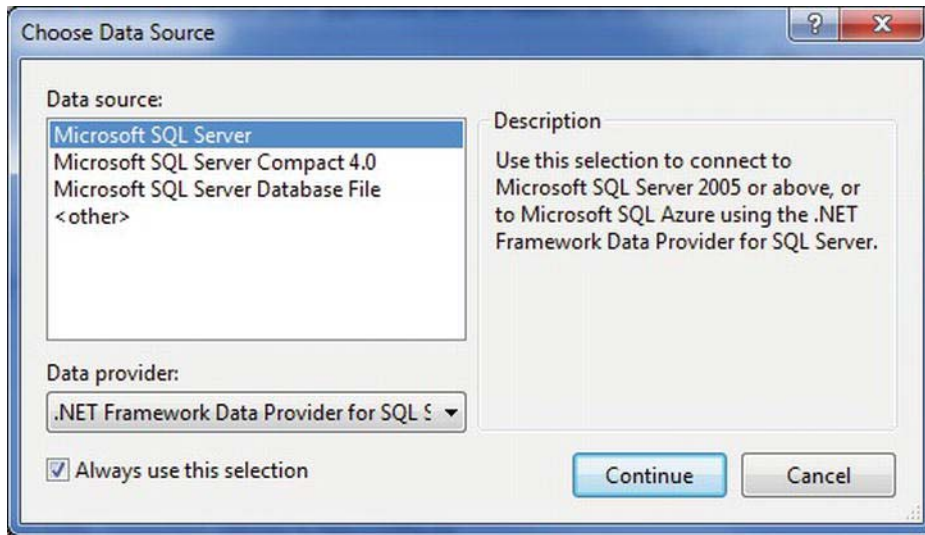 Choose Data Source
Data source:
Microsoft SQL Server
Microsoft SQL Server Compact 4.0
Microsoft SQL Server Database File
<other>
Description
Use this selection to connect to
Microsoft SQL Server 2005 or above, or
to Microsoft SQL Azure using the .NET
Framework Data Provider for SQL Server.
Data provider:
.NET Framework Data Provider for SQL S
Always use this selection
Continue
Cancel